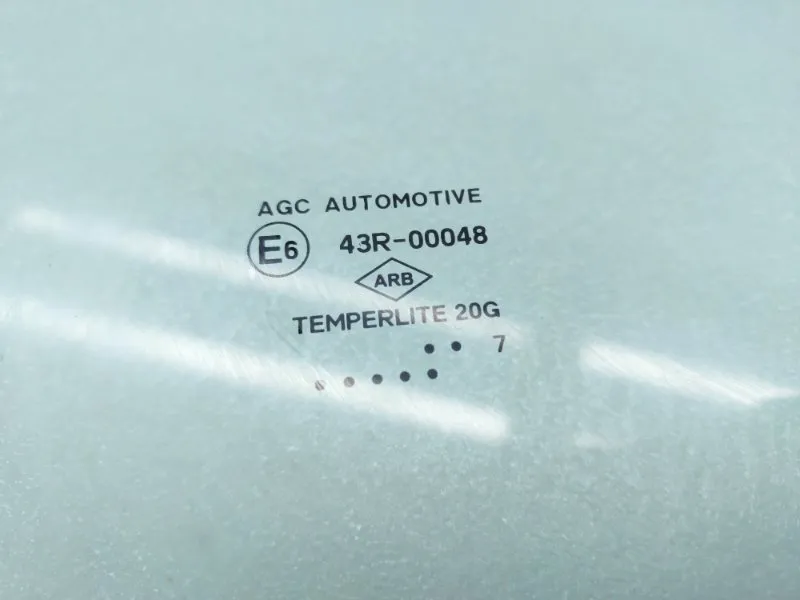 AGC AUTOMOTIVE
E6 43R-00048
ARB
TEMPERLITE 20G
7